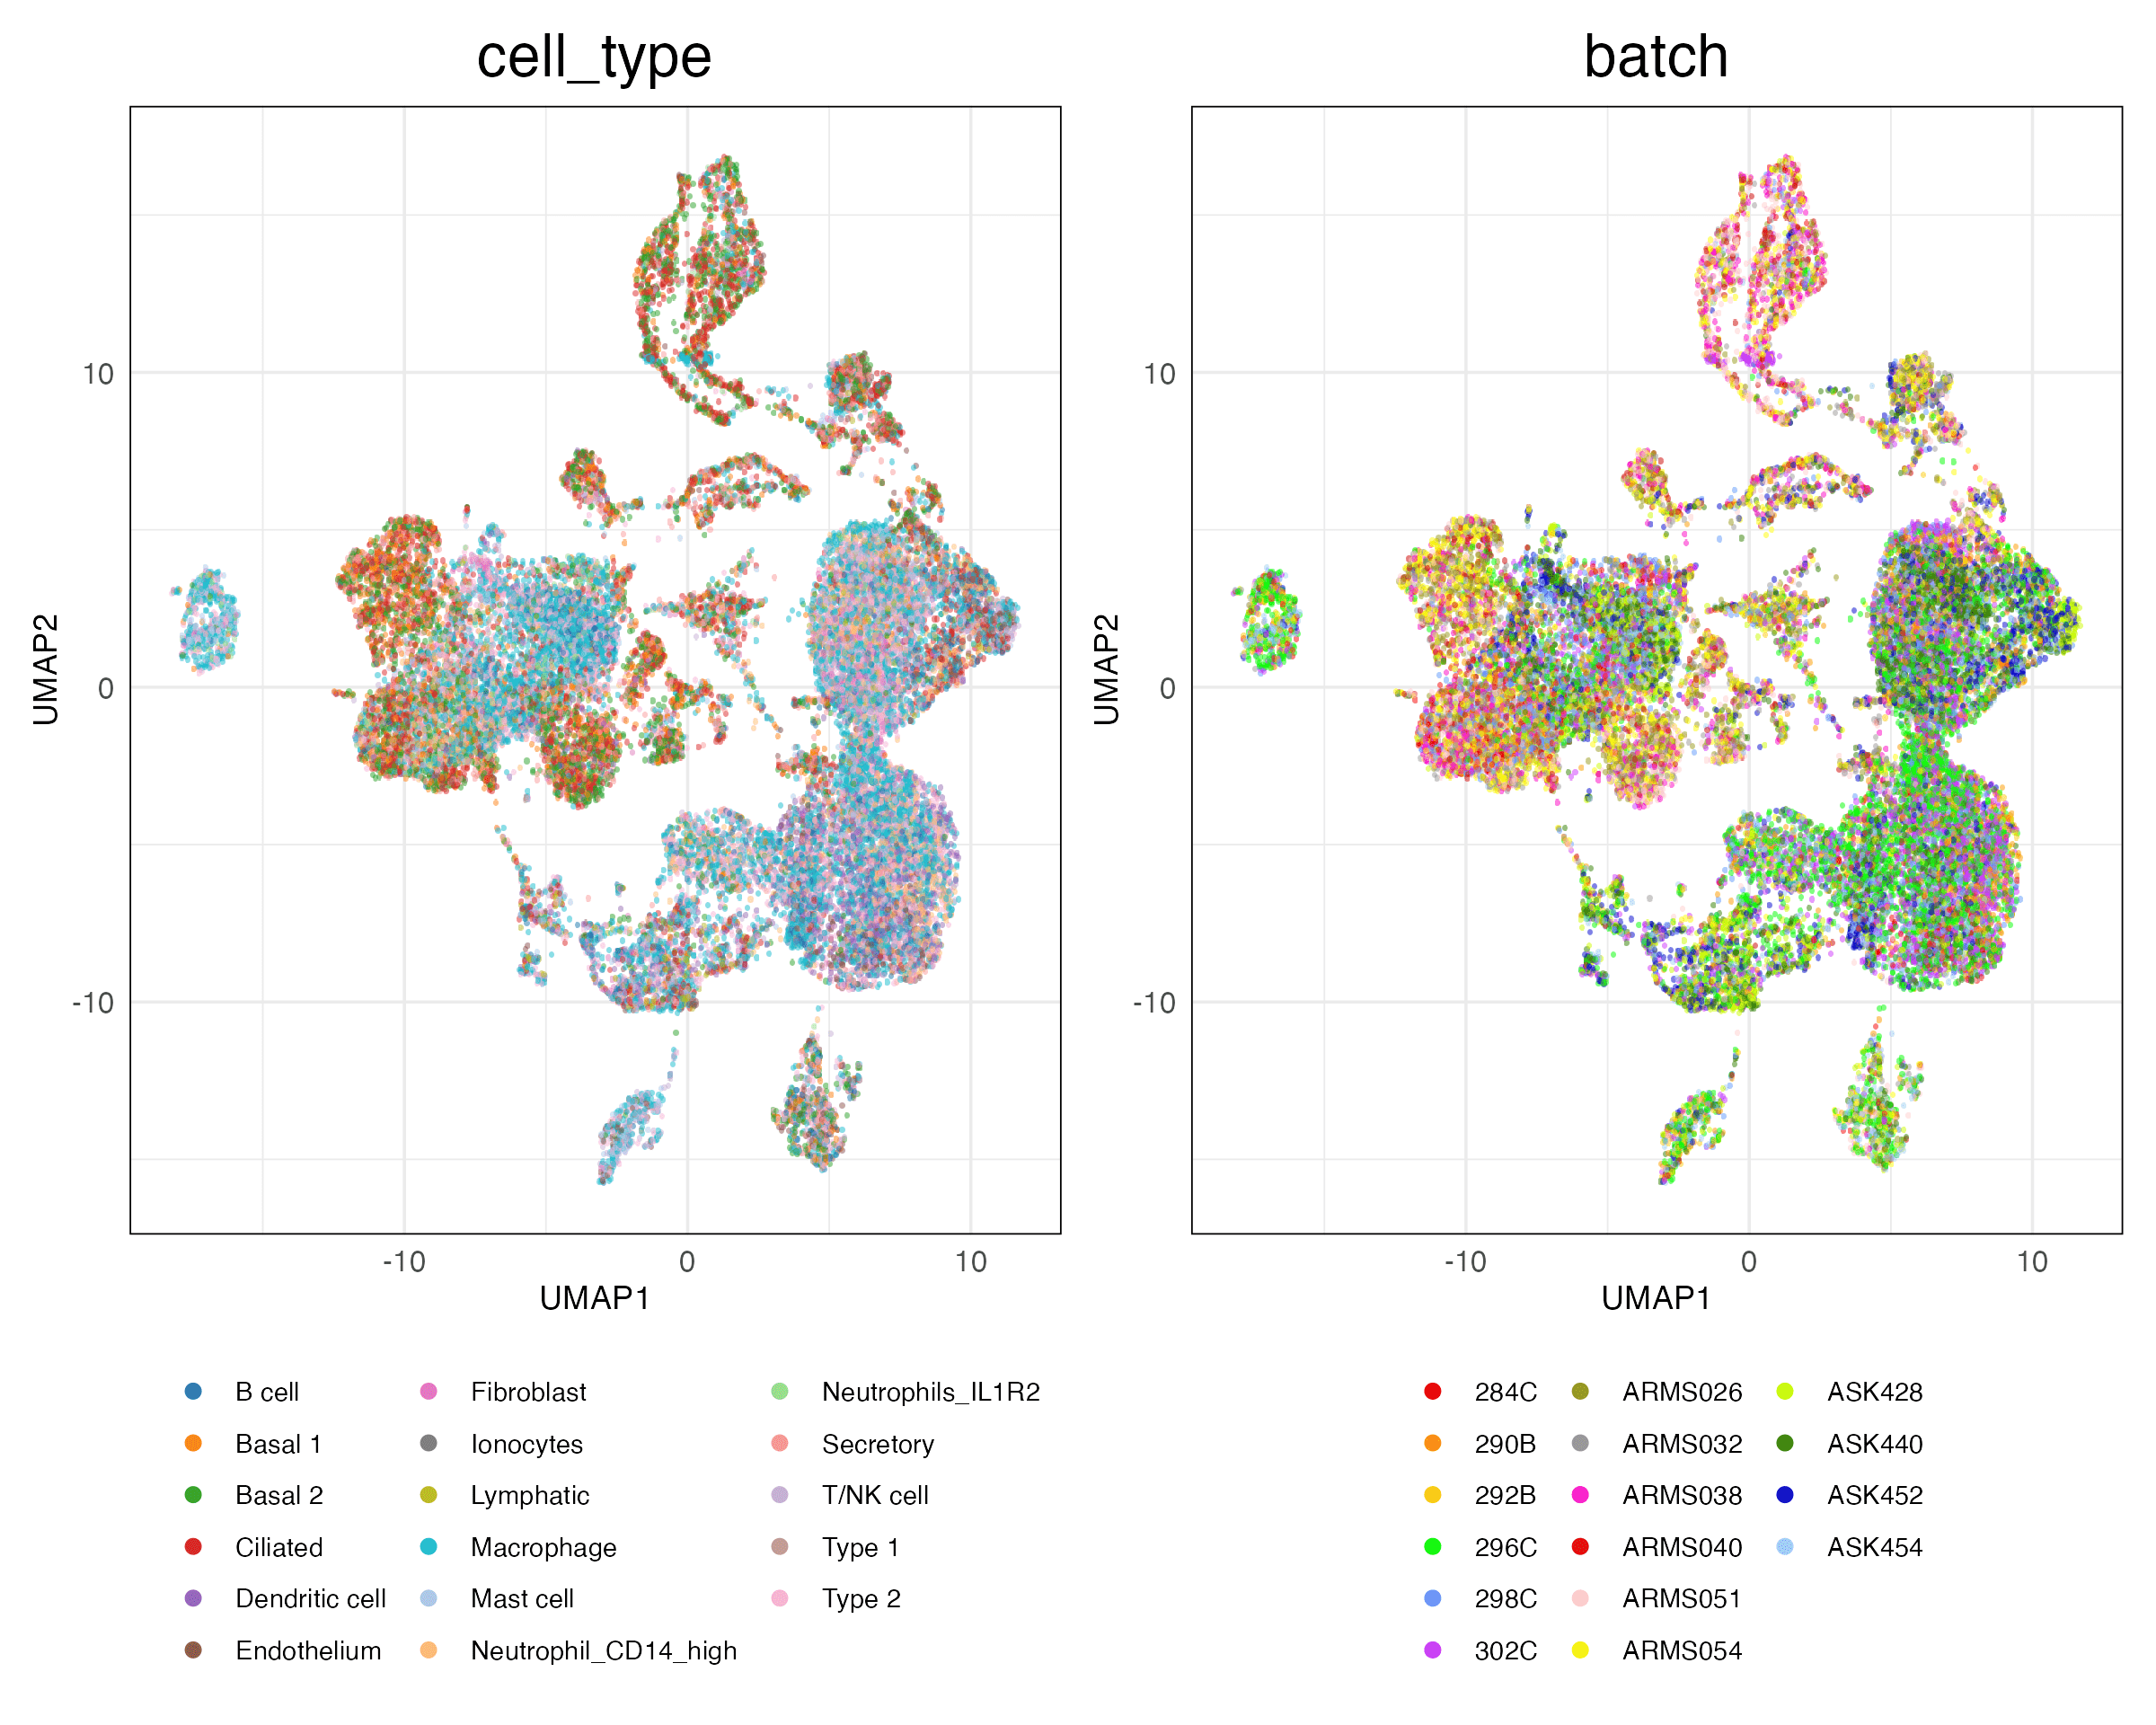 cell_type
batch
UMAP2
10
0
-10
-10
0
10
UMAP1
UMAP2
10
0
-10
-10
0
10
UMAP1
B cell
Basal 1
Basal 2
Ciliated
Dendritic cell
Endothelium
Fibroblast
Ionocytes
Lymphatic
Macrophage
Mast cell
Neutrophil_CD14_high
Neutrophils_IL1R2
Secretory
T/NK cell
Type 1
Type 2
284C
290B
292B
296C
298C
302C
ARMS026
ARMS032
ARMS038
ARMS040
ARMS051
ARMS054
ASK428
ASK440
ASK452
ASK454